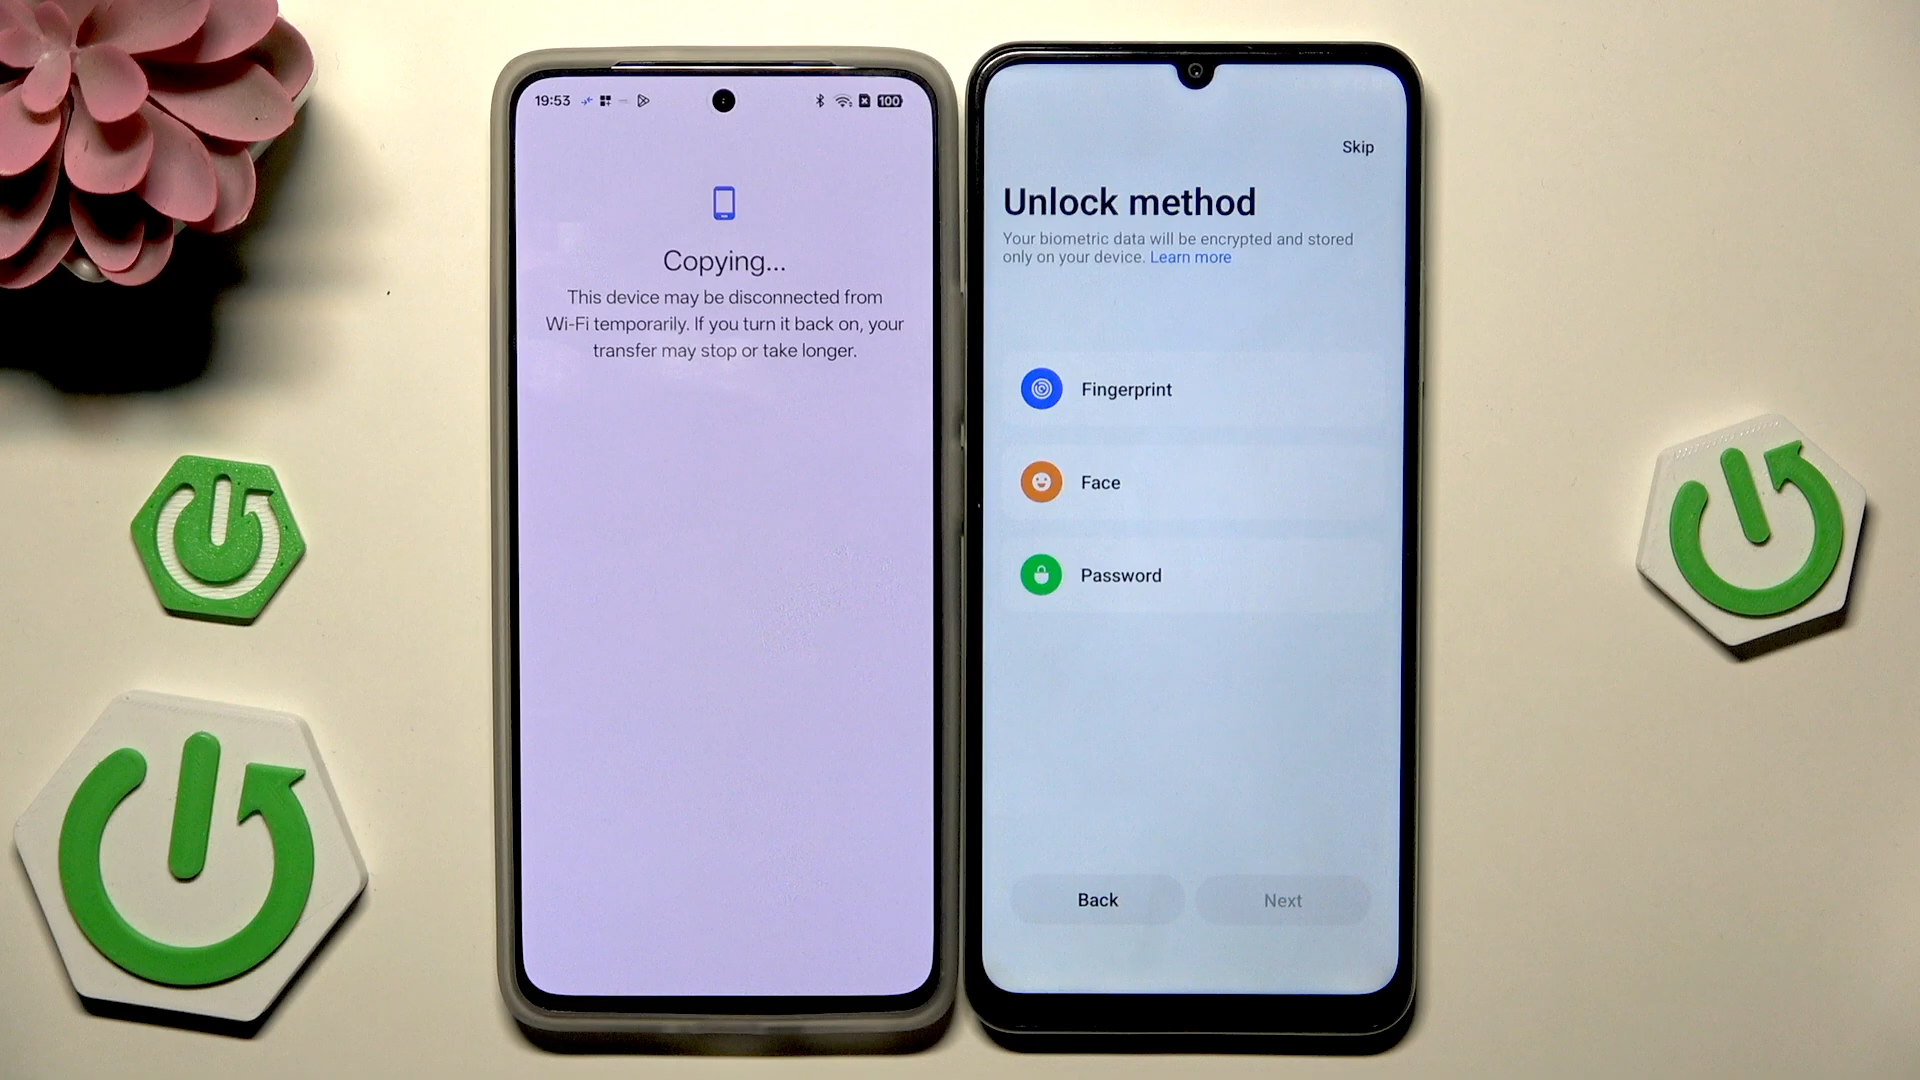 19:53
100
Copying...
This device may be disconnected from
Wi-Fi temporarily. If you turn it back on, your
transfer may stop or take longer.
Skip
Unlock method
Your biometric data will be encrypted and stored
only on your device. Learn more
Fingerprint
Face
Password
Back
Next